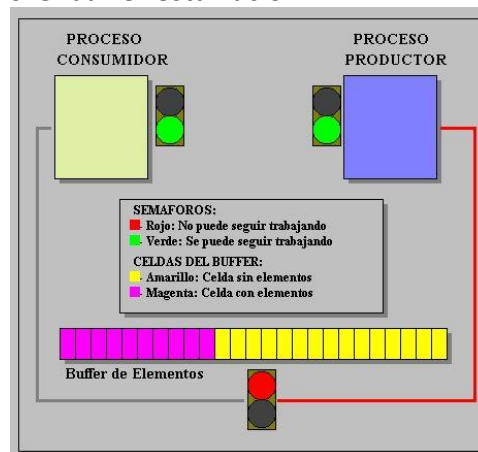 PROCESO
CONSUMIDOR
PROCESO
PRODUCTOR
SEMAFOROS:
- Rojo: No puede seguir trabajando
- Verde: Se puede seguir trabajando
CELDAS DEL BUFFER:
- Amarillo: Celda sin elementos
- Magenta: Celda con elementos
Buffer de Elementos